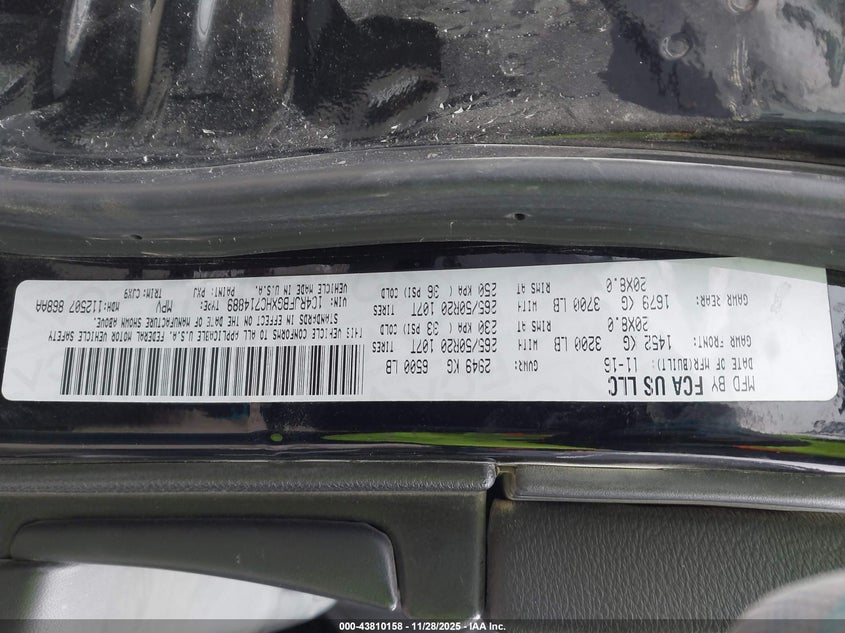 MFD BY FCA US LLC
DATE OF MFR(BUILT): 11-16 GVWR: 2949 KG 6500 LB
GAWR FRONT: 1452 KG 3200 LB WITH 265/50R20 107T TIRES
20X8.0 RIMS AT 230 KPA( 33 PSI) COLD
GAWR REAR: 1679 KG 3700 LB WITH 265/50R20 107T TIRES
20X8.0 RIMS AT 250 KPA( 36 PSI) COLD
THIS VEHICLE CONFORMS TO ALL APPLICABLE U.S.A. FEDERAL MOTOR VEHICLE SAFETY
STANDARDS IN EFFECT ON THE DATE OF MANUFACTURE SHOWN ABOVE.
VIN: 1C4RJFBGXHC714889 TYPE: MPV MDH:112507
VEHICLE MADE IN U.S.A. PAINT: PXJ TRIM: CJX9
000-43810158 - 11/28/2025 - IAA Inc.